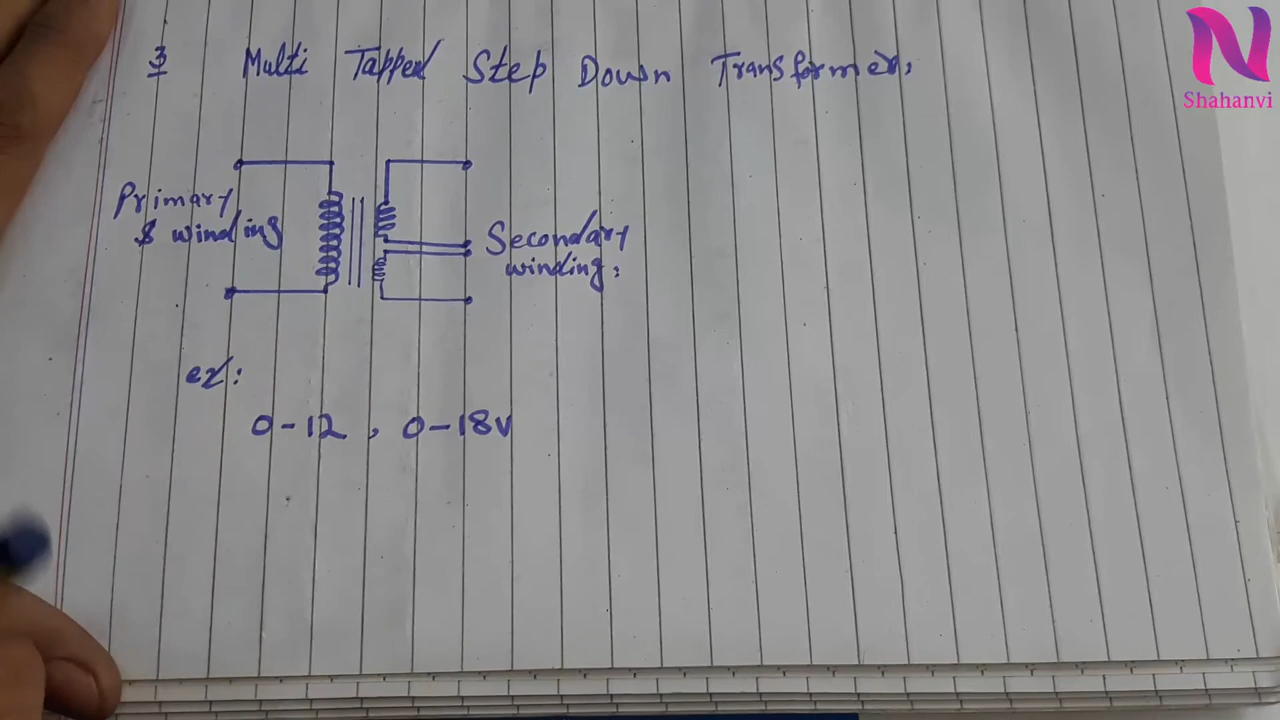 3 Multi Tapped Step Down Transformer.
Primary
$ winding
Secondary
winding:
ex:
0-12 , 0-18V
N
Shahanvi